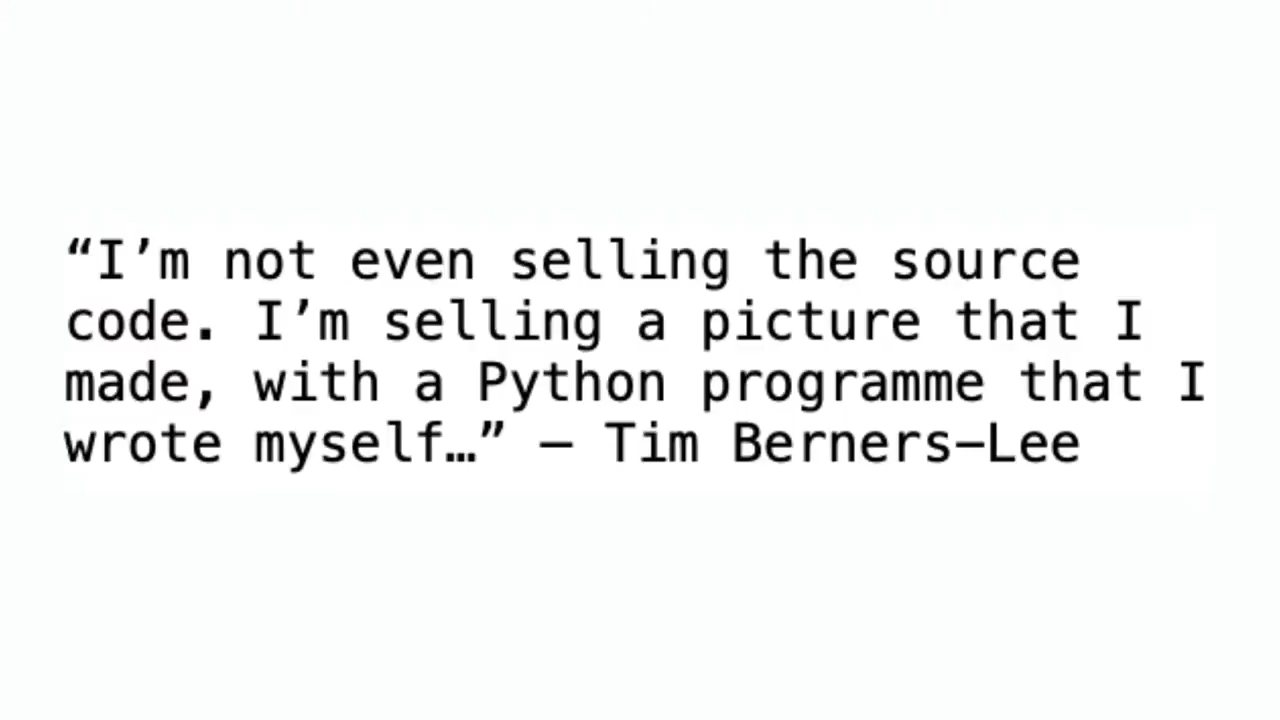 “I’m not even selling the source
code. I’m selling a picture that I
made, with a Python programme that I
wrote myself…” — Tim Berners-Lee